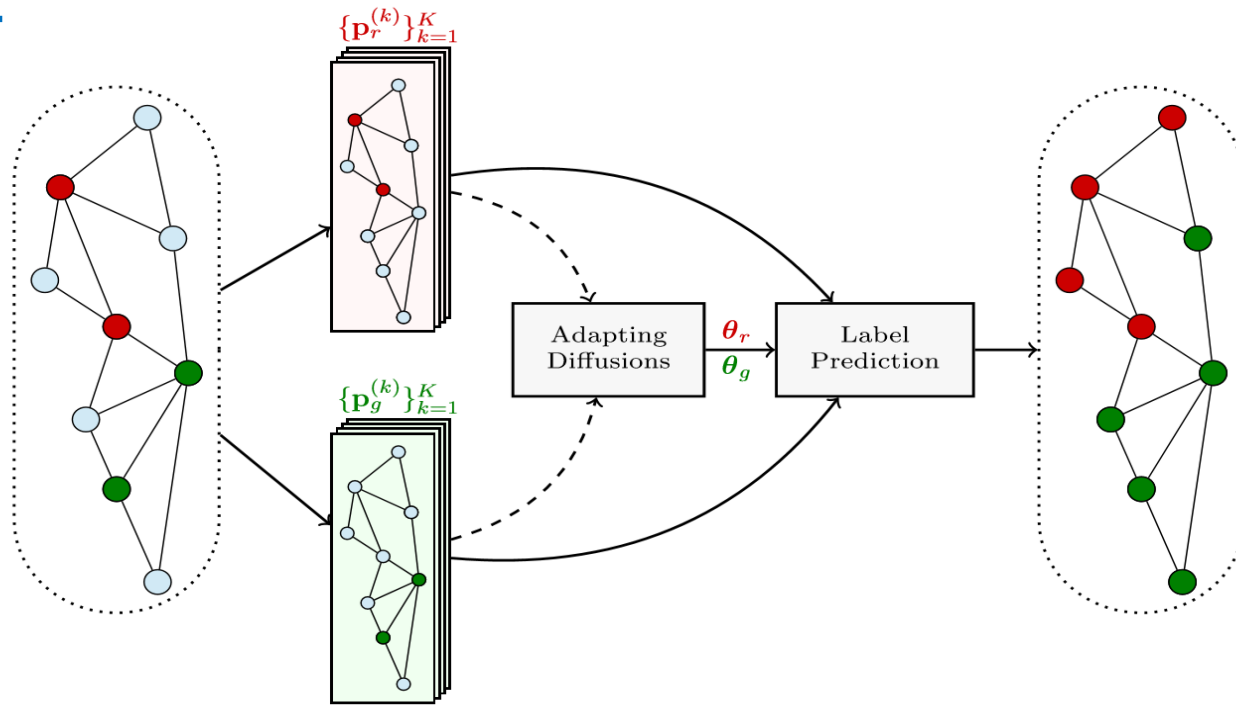 {p_r^{(k)}}_{k=1}^K
Adapting
Diffusions
θ_r
θ_g
Label
Prediction
{p_g^{(k)}}_{k=1}^K